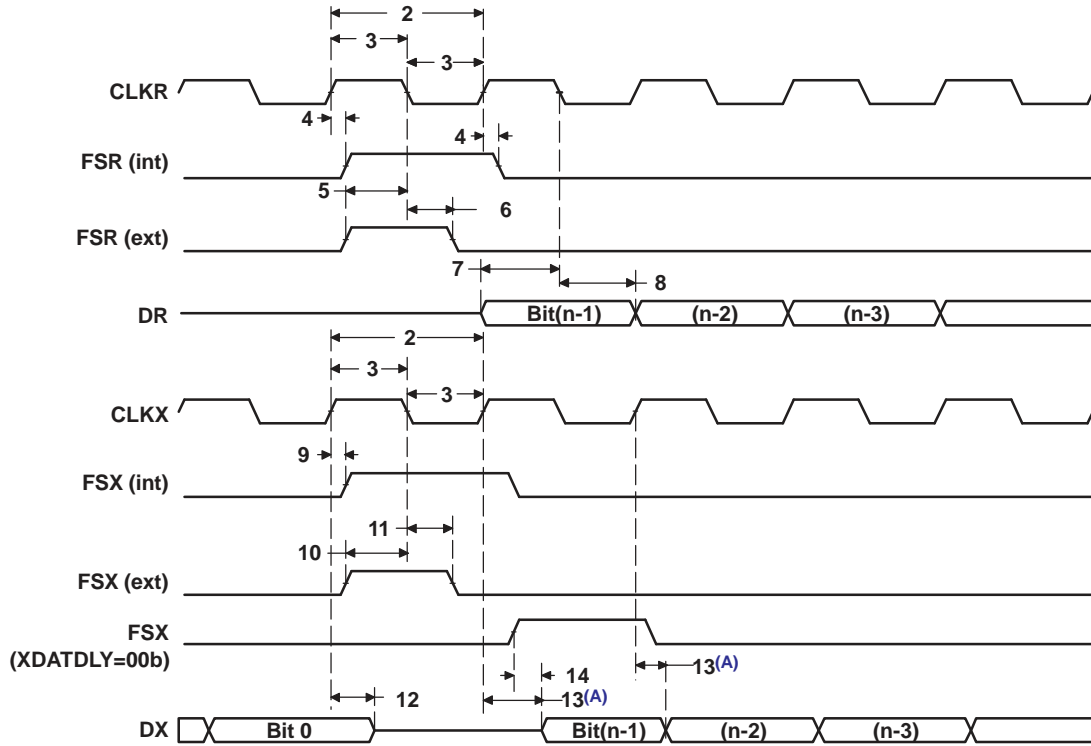 2
3
3
CLKR
4
4
FSR (int)
5
6
FSR (ext)
7
8
DR
Bit(n-1)
(n-2)
(n-3)
2
3
3
CLKX
9
FSX (int)
11
10
FSX (ext)
FSX
(XDATDLY=00b)
14
13(A)
12
13(A)
DX
Bit 0
Bit(n-1)
(n-2)
(n-3)